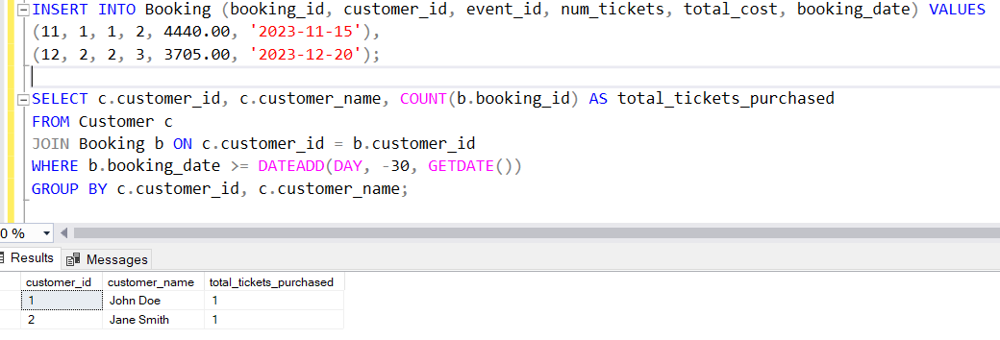 INSERT INTO Booking (booking_id, customer_id, event_id, num_tickets, total_cost, booking_date) VALUES
(11, 1, 1, 2, 4440.00, '2023-11-15'),
(12, 2, 2, 3, 3705.00, '2023-12-20');
SELECT c.customer_id, c.customer_name, COUNT(b.booking_id) AS total_tickets_purchased
FROM Customer c
JOIN Booking b ON c.customer_id = b.customer_id
WHERE b.booking_date >= DATEADD(DAY, -30, GETDATE())
GROUP BY c.customer_id, c.customer_name;
0 %
Results Messages
customer_id customer_name total_tickets_purchased
1 John Doe 1
2 Jane Smith 1